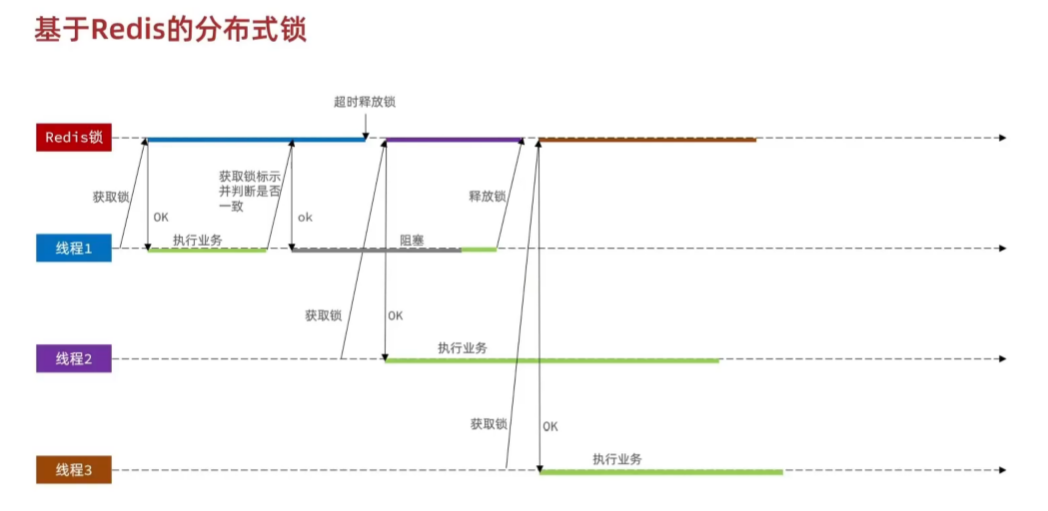 基于Redis的分布式锁
超时释放锁
Redis锁
获取锁
OK
获取锁标示
并判断是否
一致
ok
释放锁
执行业务
阻塞
线程1
获取锁
OK
执行业务
线程2
获取锁
OK
执行业务
线程3